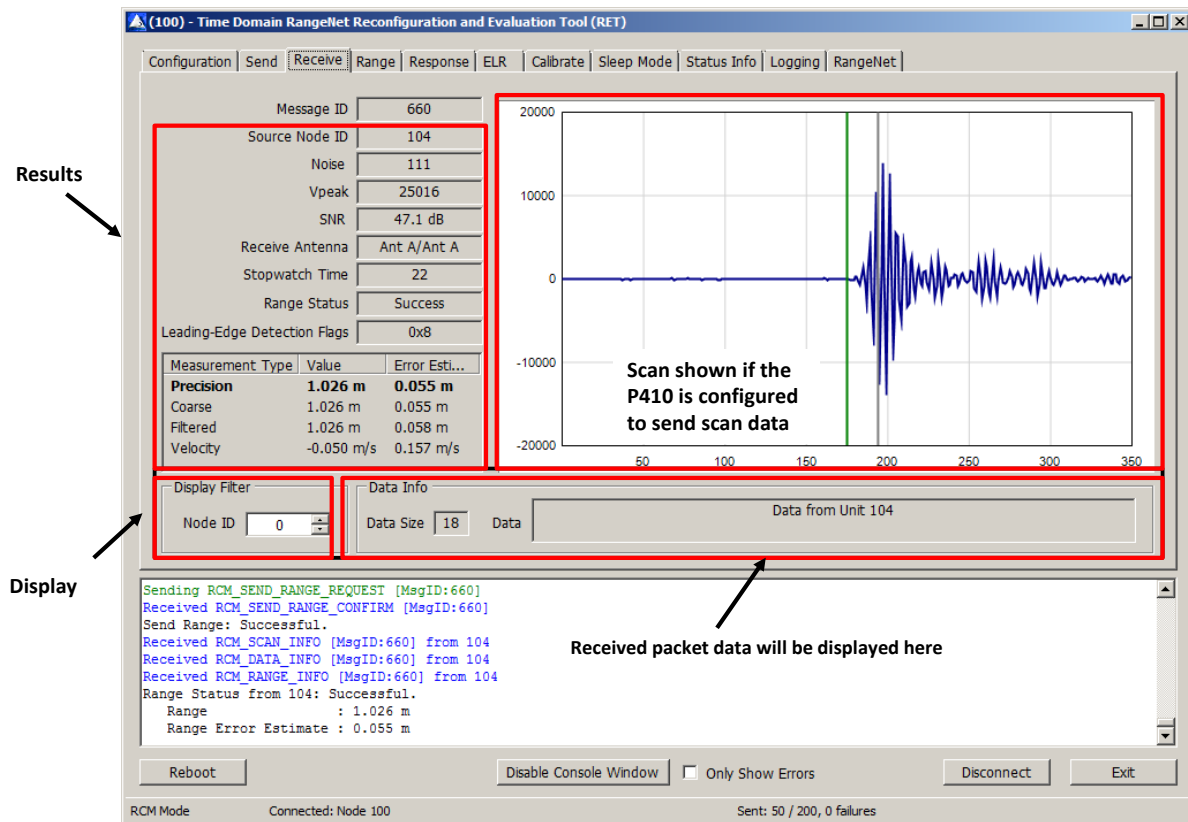 (100) - Time Domain RangeNet Reconfiguration and Evaluation Tool (RET)
Configuration Send Receive Range Response ELR Calibrate Sleep Mode Status Info Logging RangeNet
Message ID 660
Source Node ID 104
Noise 111
Vpeak 25016
SNR 47.1 dB
Receive Antenna Ant A/Ant A
Stopwatch Time 22
Range Status Success
Leading-Edge Detection Flags 0x8
Measurement Type Value Error Esti...
Precision 1.026 m 0.055 m
Coarse 1.026 m 0.055 m
Filtered 1.026 m 0.058 m
Velocity -0.050 m/s 0.157 m/s
Results
20000
10000
0
-10000
-20000
50 100 150 200 250 300 350
Scan shown if the
P410 is configured
to send scan data
Display Filter
Node ID 0
Data Info
Data Size 18 Data Data from Unit 104
Display
Sending RCM_SEND_RANGE_REQUEST [MsgID:660]
Received RCM_SEND_RANGE_CONFIRM [MsgID:660]
Send Range: Successful.
Received RCM_SCAN_INFO [MsgID:660] from 104
Received RCM_DATA_INFO [MsgID:660] from 104
Received RCM_RANGE_INFO [MsgID:660] from 104
Range Status from 104: Successful.
Range : 1.026 m
Range Error Estimate : 0.055 m
Received packet data will be displayed here
Reboot Disable Console Window Only Show Errors Disconnect Exit
RCM Mode Connected: Node 100 Sent: 50 / 200, 0 failures